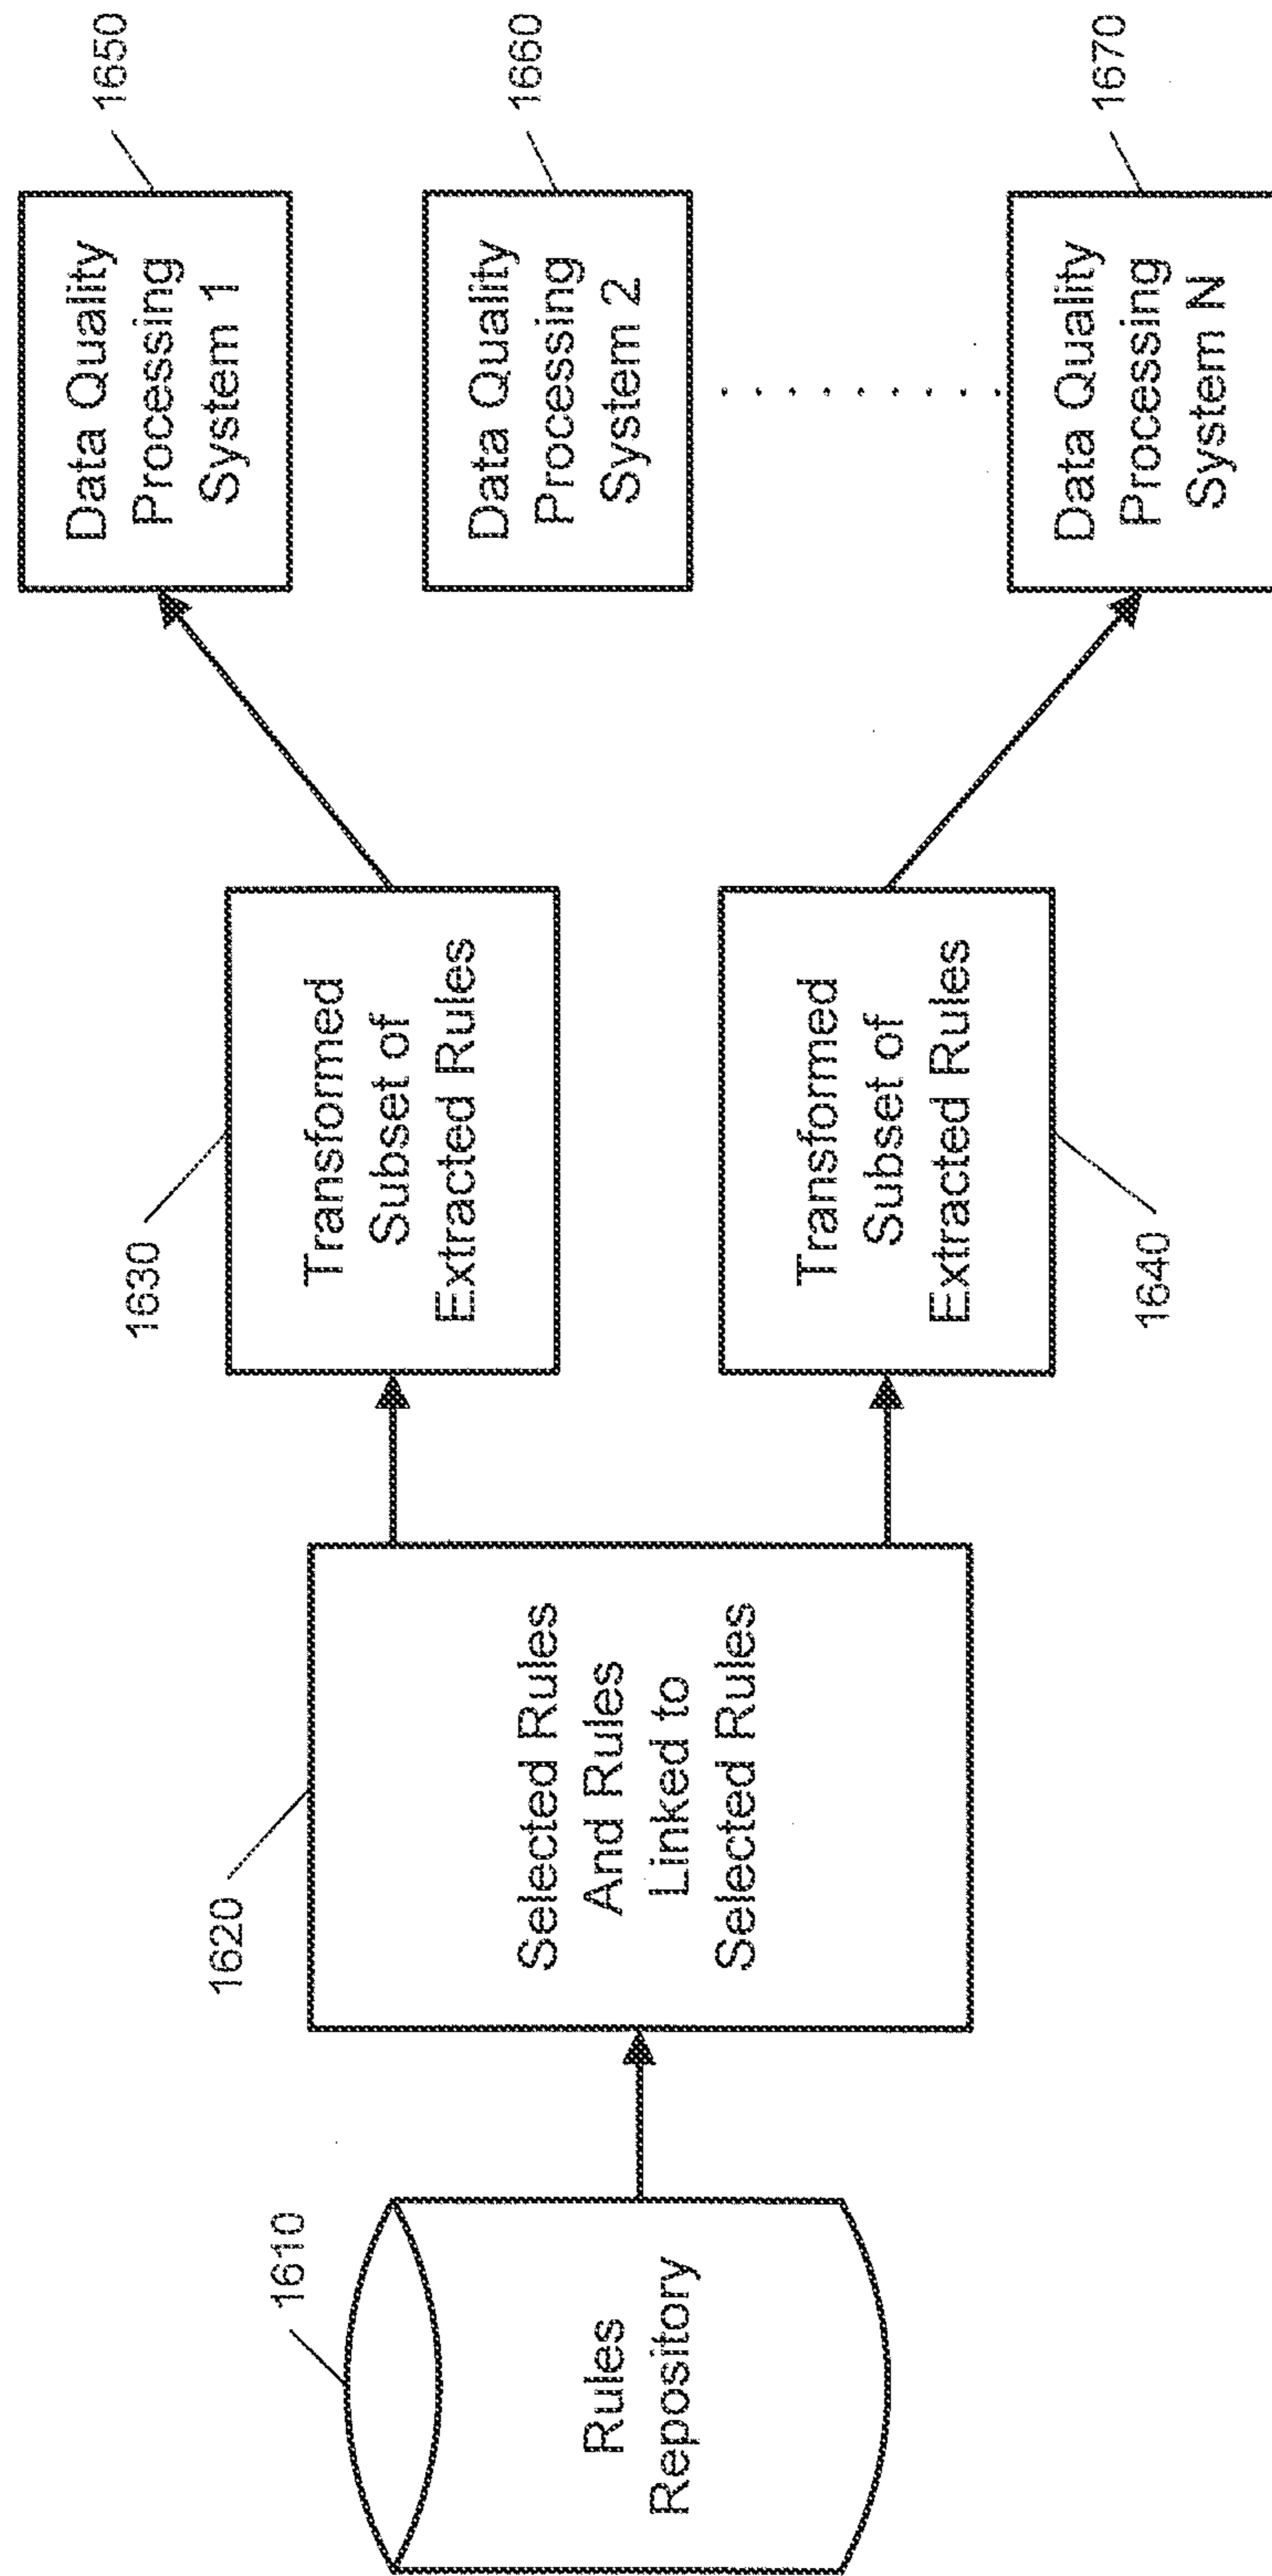 1610
Rules
Repository
1620
Selected Rules
And Rules
Linked to
Selected Rules
1630
Transformed
Subset of
Extracted Rules
1640
Transformed
Subset of
Extracted Rules
1650
Data Quality
Processing
System 1
1660
Data Quality
Processing
System 2
1670
Data Quality
Processing
System N